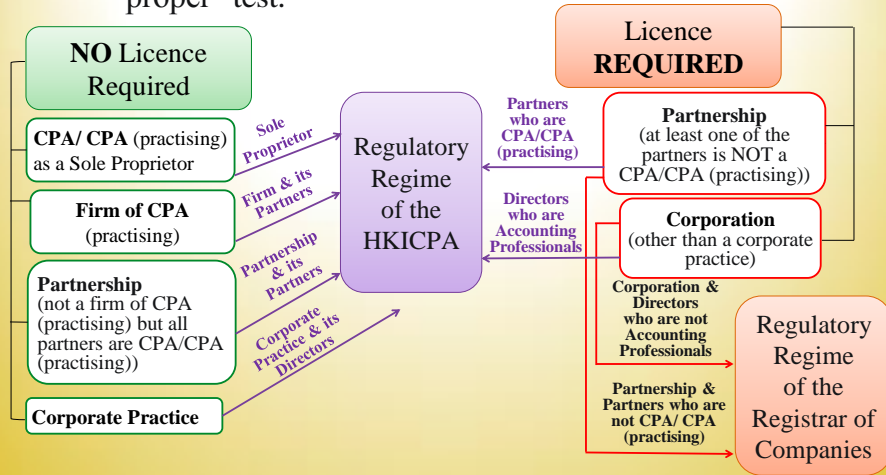 proper test.
NO Licence
Required
CPA/ CPA (practising)
as a Sole Proprietor
Firm of CPA
(practising)
Partnership
(not a firm of CPA
(practising) but all
partners are CPA/CPA
(practising))
Corporate Practice
Sole
Proprietor
Firm & its
Partners
Partnership
& its
Partners
Corporate
Practice & its
Directors
Regulatory
Regime
of the
HKICPA
Licence
REQUIRED
Partners
who are
CPA/CPA
(practising)
Partnership
(at least one of the
partners is NOT a
CPA/CPA (practising))
Directors
who are
Accounting
Professionals
Corporation
(other than a corporate
practice)
Corporation &
Directors
who are not
Accounting
Professionals
Partnership &
Partners who are
not CPA/ CPA
(practising)
Regulatory
Regime
of the
Registrar of
Companies